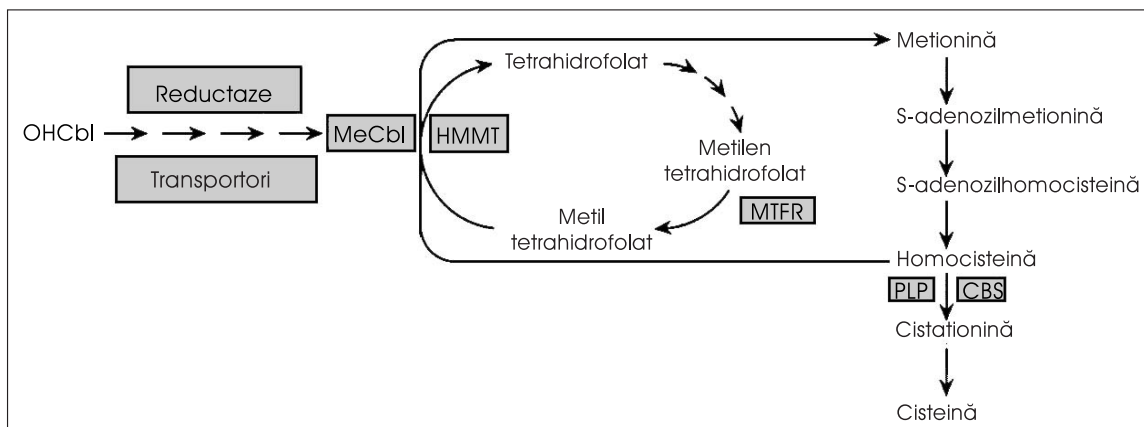 Metionină
Tetrahidrofolat
Reductaze
S-adenozilmetionină
OHCbl
MeCbl
HMMT
Metilen
tetrahidrofolat
Transportori
S-adenozilhomocisteină
MTFR
Metil
tetrahidrofolat
Homocisteină
PLP
CBS
Cistationină
Cisteină